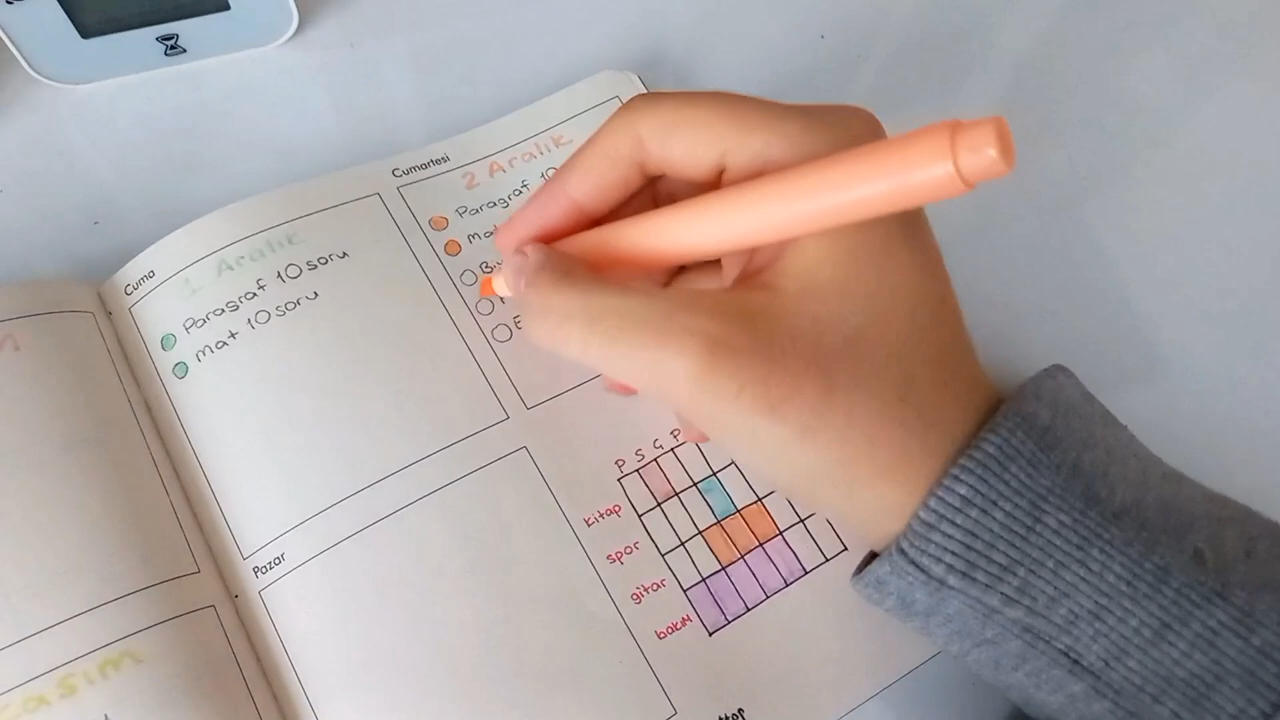 Cuma
1 Aralık
Paragraf 10 soru
Mat 10 soru
Cumartesi
2 Aralık
Paragraf 10
Mat
Pazar
P S G P
kitap
spor
gitar
bakım